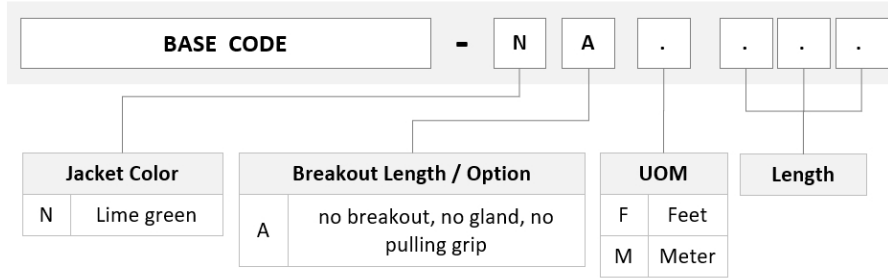 BASE CODE - N A . . . .
Jacket Color
N Lime green
Breakout Length / Option
A no breakout, no gland, no
pulling grip
UOM
F Feet
M Meter
Length